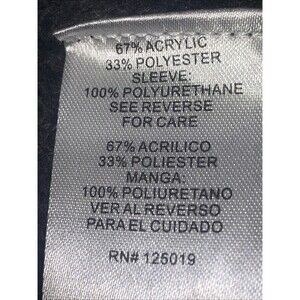 67% ACRYLIC
33% POLYESTER
SLEEVE:
100% POLYURETHANE
SEE REVERSE
FOR CARE
67% ACRILICO
33% POLIESTER
MANGA:
100% POLIURETANO
VER AL REVERSO
PARA EL CUIDADO
RN# 125019